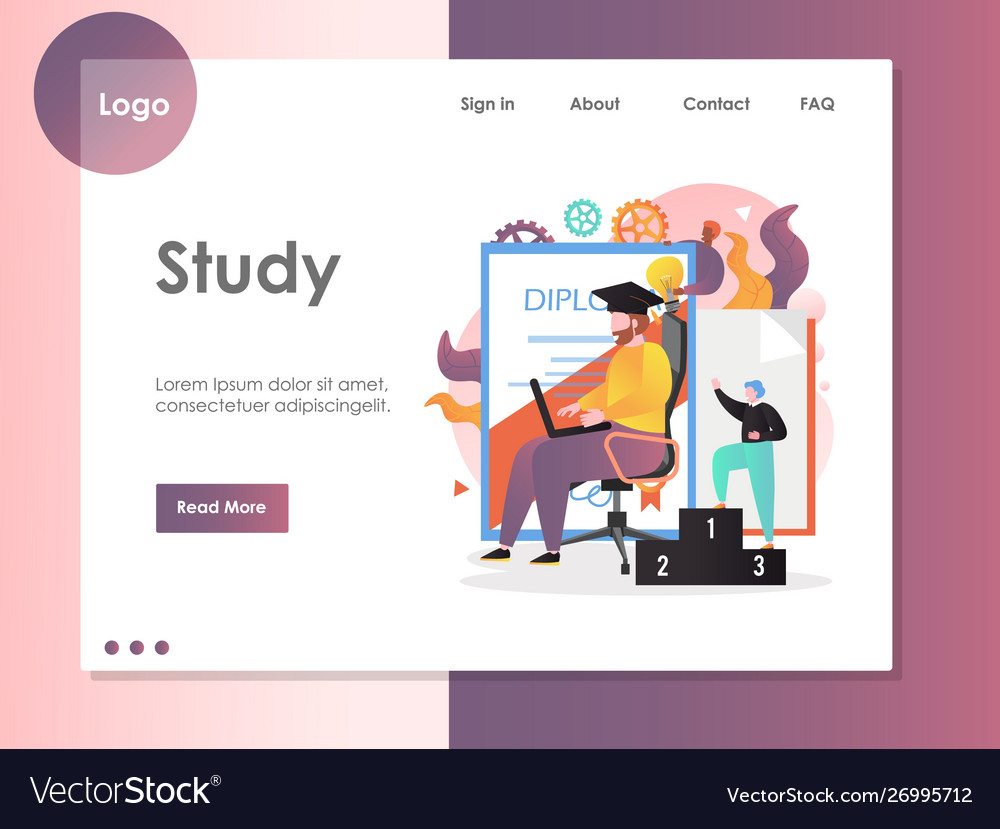 Logo
Sign in About Contact FAQ
Study
DIPLO
Lorem Ipsum dolor sit amet,
consectetuer adipiscingelit.
Read More
1
2
3
VectorStock®
VectorStock.com/26995712